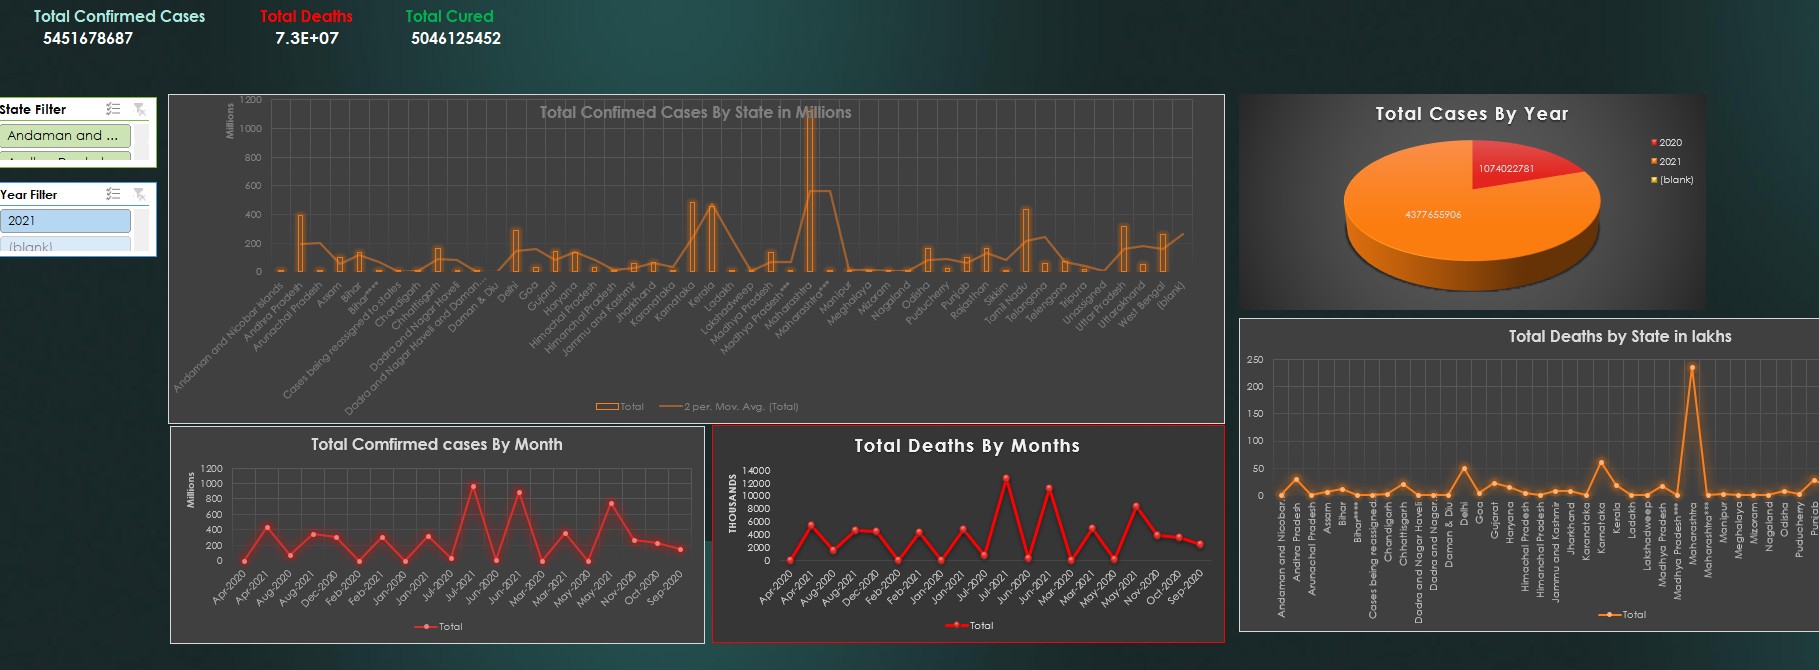 Total Confirmed Cases
5451678687
Total Deaths
7.3E+07
Total Cured
5046125452
State Filter
Andaman and ...
Year Filter
2021
(blank)
Total Confimed Cases By State in Millions
Millions
1200
1000
800
600
400
200
0
Andaman and Nicobar Islands
Andhra Pradesh
Arunachal Pradesh
Assam
Bihar
Bihar****
Cases being reassigned to states
Chandigarh
Chhattisgarh
Dadra and Nagar Haveli
Dadra and Nagar Haveli and Daman...
Daman & Diu
Delhi
Goa
Gujarat
Haryana
Himachal Pradesh
Himanchal Pradesh
Jammu and Kashmir
Jharkhand
Karanataka
Karnataka
Kerala
Ladakh
Lakshadweep
Madhya Pradesh
Madhya Pradesh***
Maharashtra
Maharashtra***
Manipur
Meghalaya
Mizoram
Nagaland
Odisha
Puducherry
Punjab
Rajasthan
Sikkim
Tamil Nadu
Telangana
Telengana
Tripura
Unassigned
Uttar Pradesh
Uttarakhand
West Bengal
(blank)
Total
2 per. Mov. Avg. (Total)
Total Cases By Year
1074022781
4377655906
2020
2021
(blank)
Total Comfirmed cases By Month
Millions
1200
1000
800
600
400
200
0
Apr-2020
Apr-2021
Aug-2020
Aug-2021
Dec-2020
Feb-2020
Feb-2021
Jan-2020
Jan-2021
Jul-2020
Jul-2021
Jun-2020
Jun-2021
Mar-2020
Mar-2021
May-2020
May-2021
Nov-2020
Oct-2020
Sep-2020
Total
Total Deaths By Months
THOUSANDS
14000
12000
10000
8000
6000
4000
2000
0
Apr-2020
Apr-2021
Aug-2020
Aug-2021
Dec-2020
Feb-2020
Feb-2021
Jan-2020
Jan-2021
Jul-2020
Jul-2021
Jun-2020
Jun-2021
Mar-2020
Mar-2021
May-2020
May-2021
Nov-2020
Oct-2020
Sep-2020
Total
Total Deaths by State in lakhs
250
200
150
100
50
0
Andaman and Nicobar...
Andhra Pradesh
Arunachal Pradesh
Assam
Bihar
Bihar****
Cases being reassigned...
Chandigarh
Chhattisgarh
Dadra and Nagar Haveli
Dadra and Nagar...
Daman & Diu
Delhi
Goa
Gujarat
Haryana
Himachal Pradesh
Himanchal Pradesh
Jammu and Kashmir
Jharkhand
Karanataka
Karnataka
Kerala
Ladakh
Lakshadweep
Madhya Pradesh
Madhya Pradesh***
Maharashtra
Maharashtra***
Manipur
Meghalaya
Mizoram
Nagaland
Odisha
Puducherry
Punjab
Total